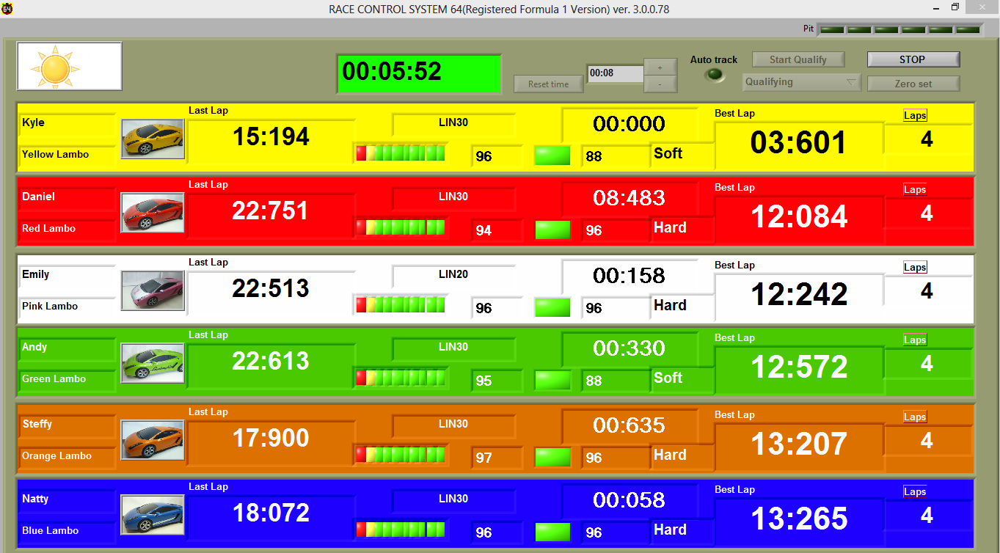 64 RACE CONTROL SYSTEM 64(Registered Formula 1 Version) ver. 3.0.0.78
Pit
00:05:52
Reset time
00:08
+
-
Auto track
Start Qualify
STOP
Qualifying
Zero set
Kyle
Yellow Lambo
Last Lap
15:194
LIN30
96
00:000
88
Soft
Best Lap
03:601
Laps
4
Daniel
Red Lambo
Last Lap
22:751
LIN30
94
08:483
96
Hard
Best Lap
12:084
Laps
4
Emily
Pink Lambo
Last Lap
22:513
LIN20
96
00:158
96
Hard
Best Lap
12:242
Laps
4
Andy
Green Lambo
Last Lap
22:613
LIN30
95
00:330
88
Soft
Best Lap
12:572
Laps
4
Steffy
Orange Lambo
Last Lap
17:900
LIN30
97
00:635
96
Hard
Best Lap
13:207
Laps
4
Natty
Blue Lambo
Last Lap
18:072
LIN30
96
00:058
96
Hard
Best Lap
13:265
Laps
4